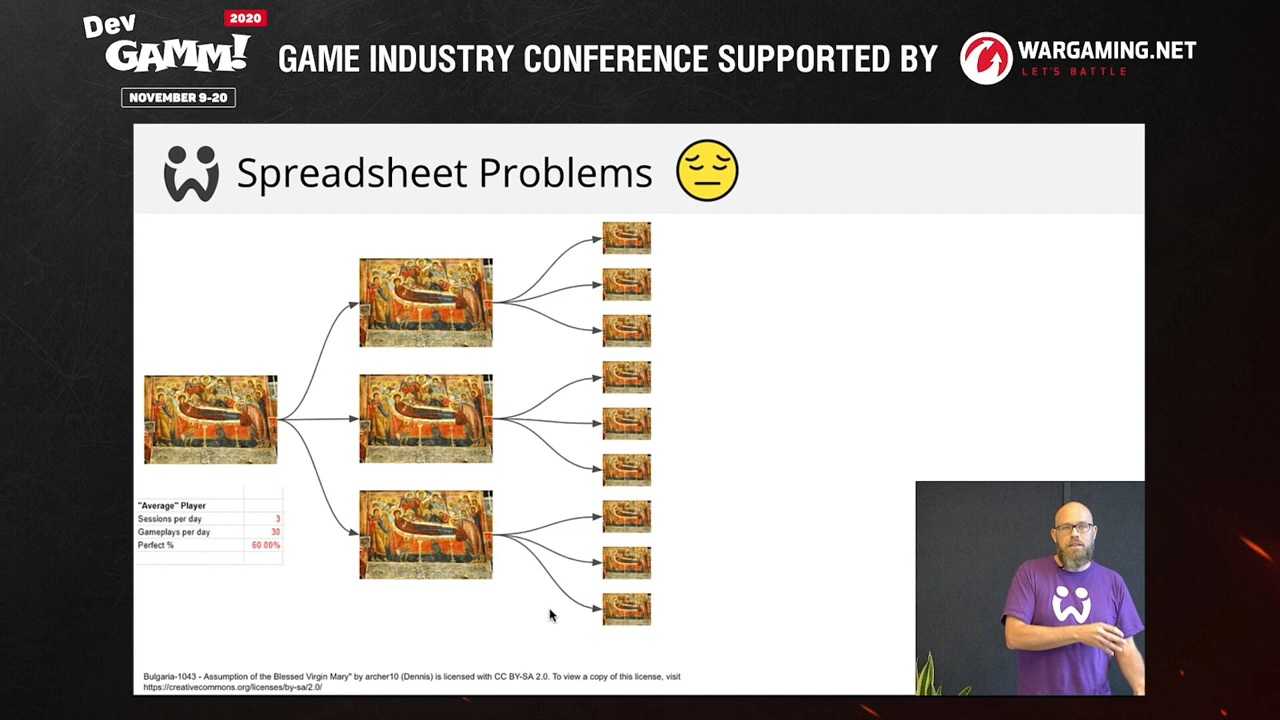 Dev
GAMM!
2020
NOVEMBER 9-20
GAME INDUSTRY CONFERENCE SUPPORTED BY
WARGAMING.NET
LET'S BATTLE
Spreadsheet Problems
"Average" Player
Sessions per day 3
Gameplays per day 30
Perfect % 60.00%
Bulgaria-1043 - Assumption of the Blessed Virgin Mary" by archer10 (Dennis) is licensed with CC BY-SA 2.0. To view a copy of this license, visit
https://creativecommons.org/licenses/by-sa/2.0/